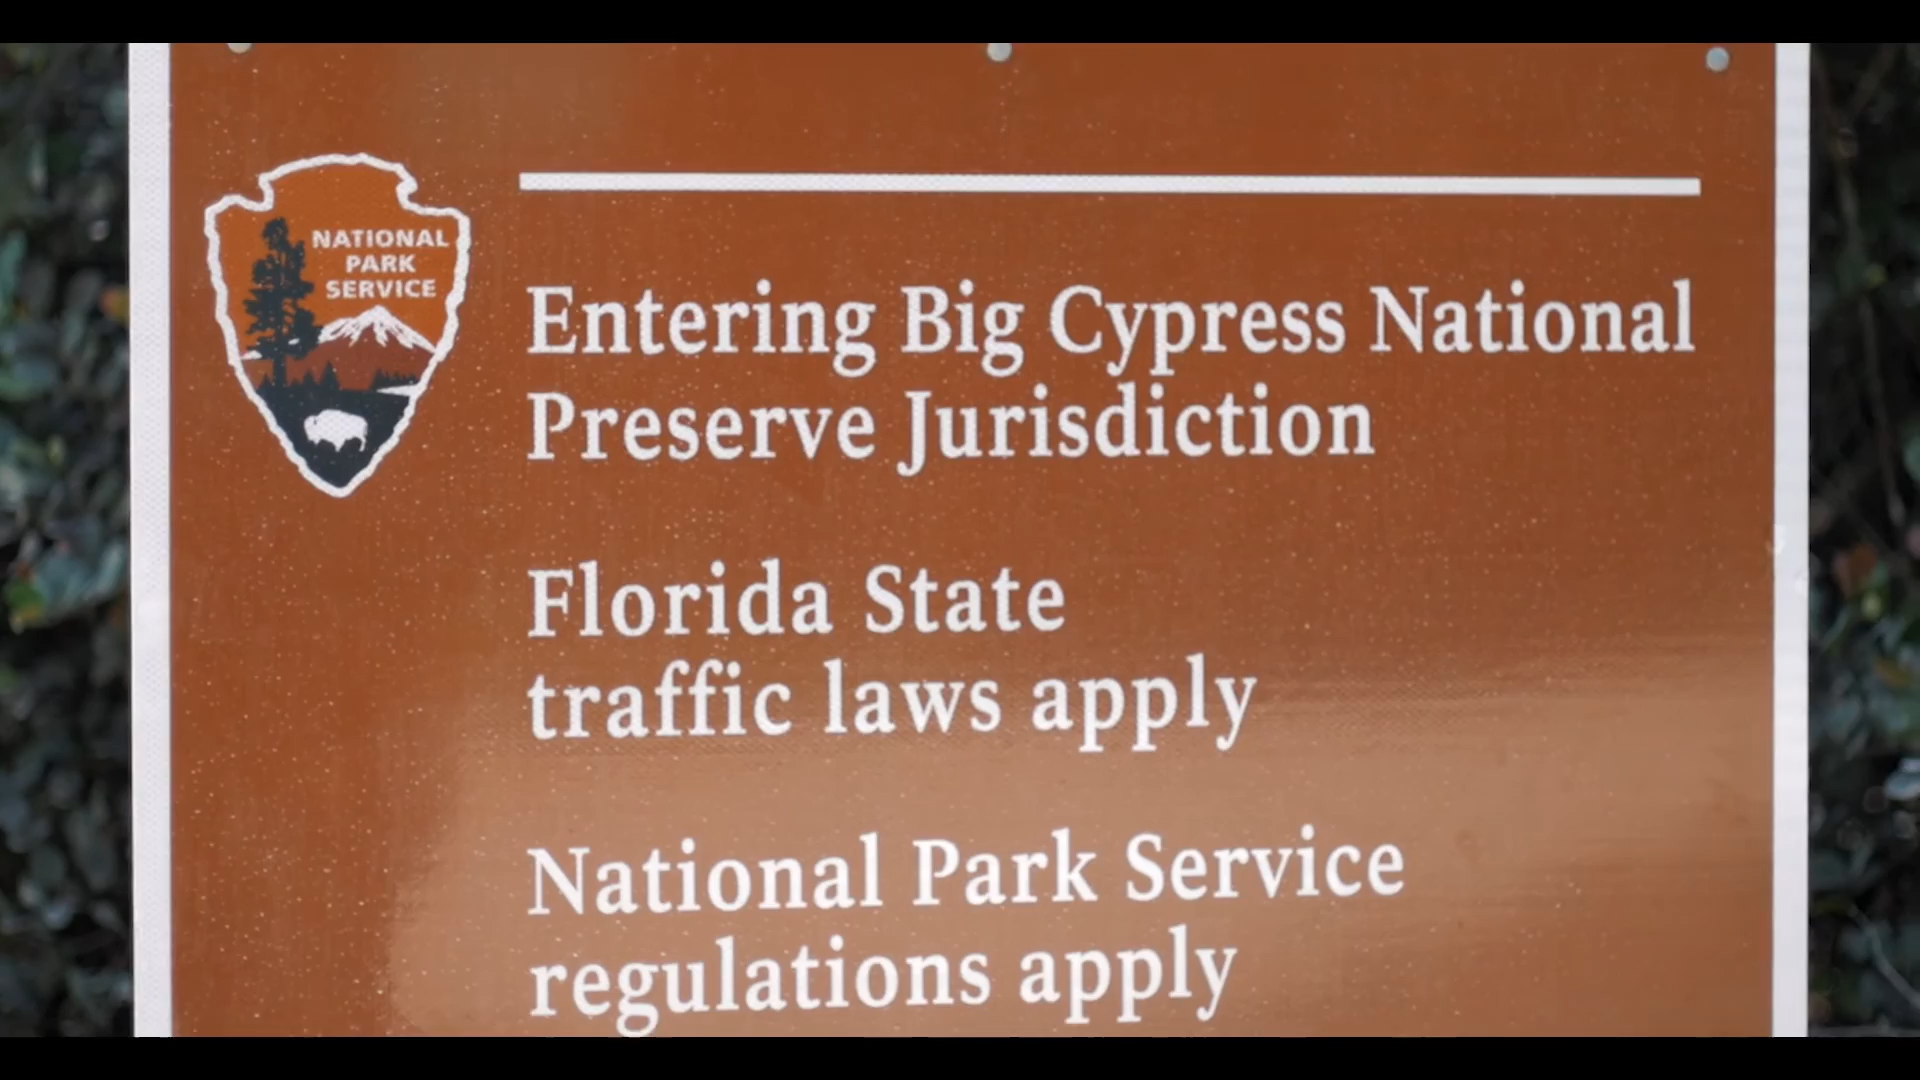 NATIONAL
PARK
SERVICE
Entering Big Cypress National
Preserve Jurisdiction
Florida State
traffic laws apply
National Park Service
regulations apply